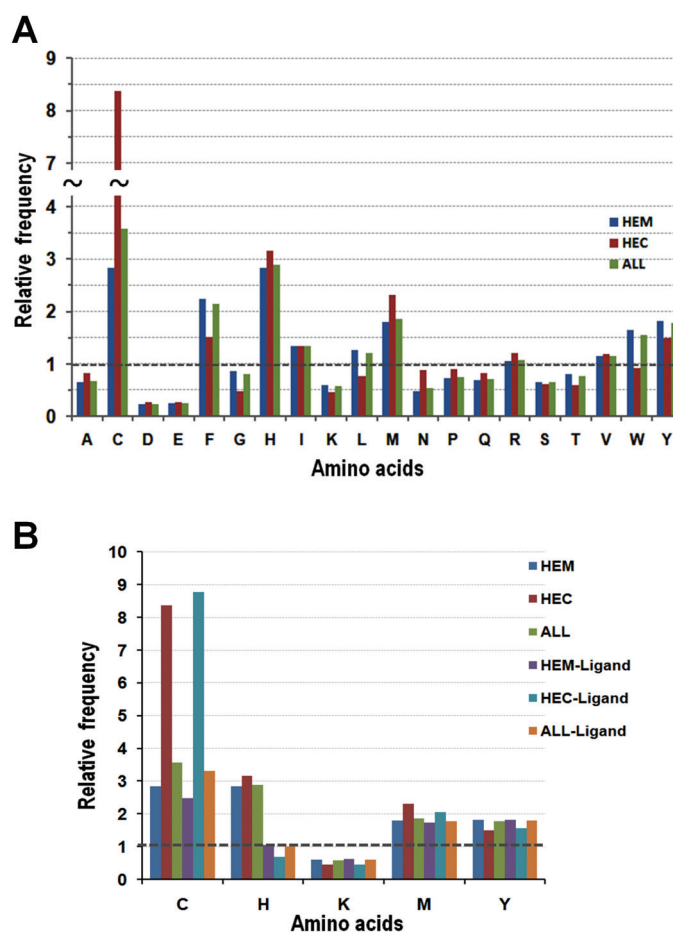 A
Relative frequency
9
8
7
~ ~
4
3
2
1
0
HEM
HEC
ALL
A C D E F G H I K L M N P Q R S T V W Y
Amino acids
B
Relative frequency
10
9
8
7
6
5
4
3
2
1
0
HEM
HEC
ALL
HEM-Ligand
HEC-Ligand
ALL-Ligand
C H K M Y
Amino acids